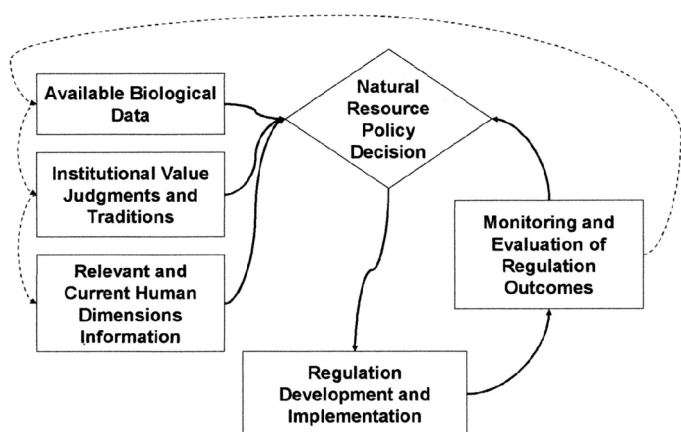 Available Biological
Data
Institutional Value
Judgments and
Traditions
Relevant and
Current Human
Dimensions
Information
Natural
Resource
Policy
Decision
Monitoring and
Evaluation of
Regulation
Outcomes
Regulation
Development and
Implementation